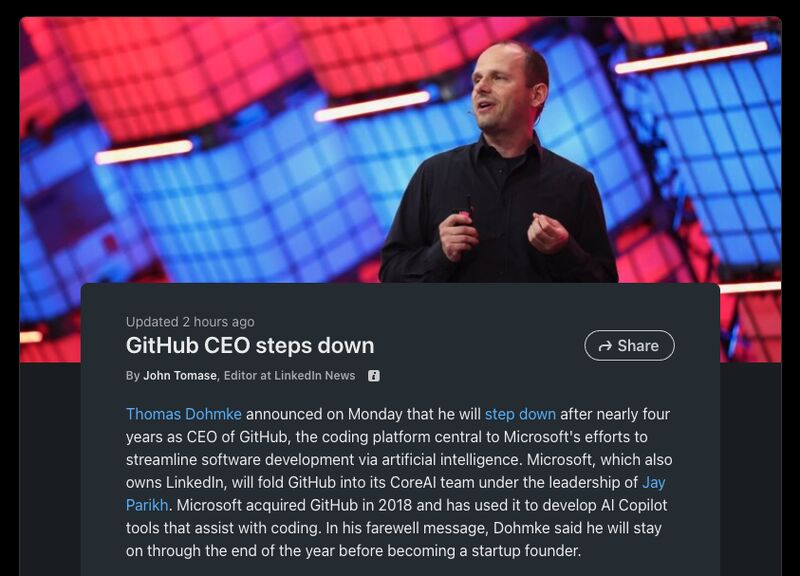 Updated 2 hours ago
GitHub CEO steps down
Share
By John Tomase, Editor at LinkedIn News
Thomas Dohmke announced on Monday that he will step down after nearly four
years as CEO of GitHub, the coding platform central to Microsoft's efforts to
streamline software development via artificial intelligence. Microsoft, which also
owns LinkedIn, will fold GitHub into its CoreAI team under the leadership of Jay
Parikh. Microsoft acquired GitHub in 2018 and has used it to develop AI Copilot
tools that assist with coding. In his farewell message, Dohmke said he will stay
on through the end of the year before becoming a startup founder.